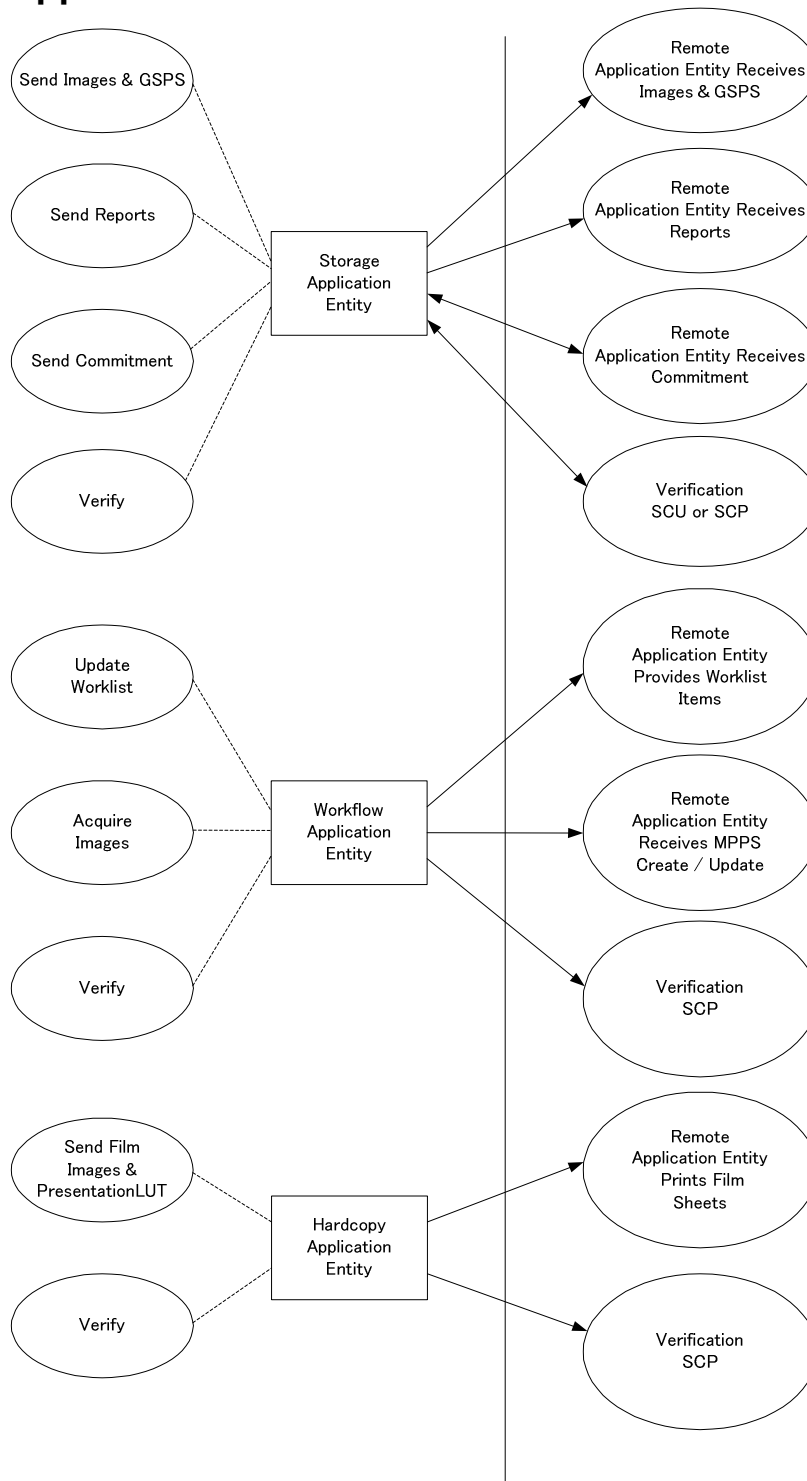 Send Images & GSPS
Send Reports
Send Commitment
Verify
Storage
Application
Entity
Remote
Application Entity Receives
Images & GSPS
Remote
Application Entity Receives
Reports
Remote
Application Entity Receives
Commitment
Verification
SCU or SCP
Update
Worklist
Acquire
Images
Verify
Workflow
Application
Entity
Remote
Application Entity
Provides Worklist
Items
Remote
Application Entity
Receives MPPS
Create / Update
Verification
SCP
Send Film
Images &
PresentationLUT
Verify
Hardcopy
Application
Entity
Remote
Application Entity
Prints Film
Sheets
Verification
SCP